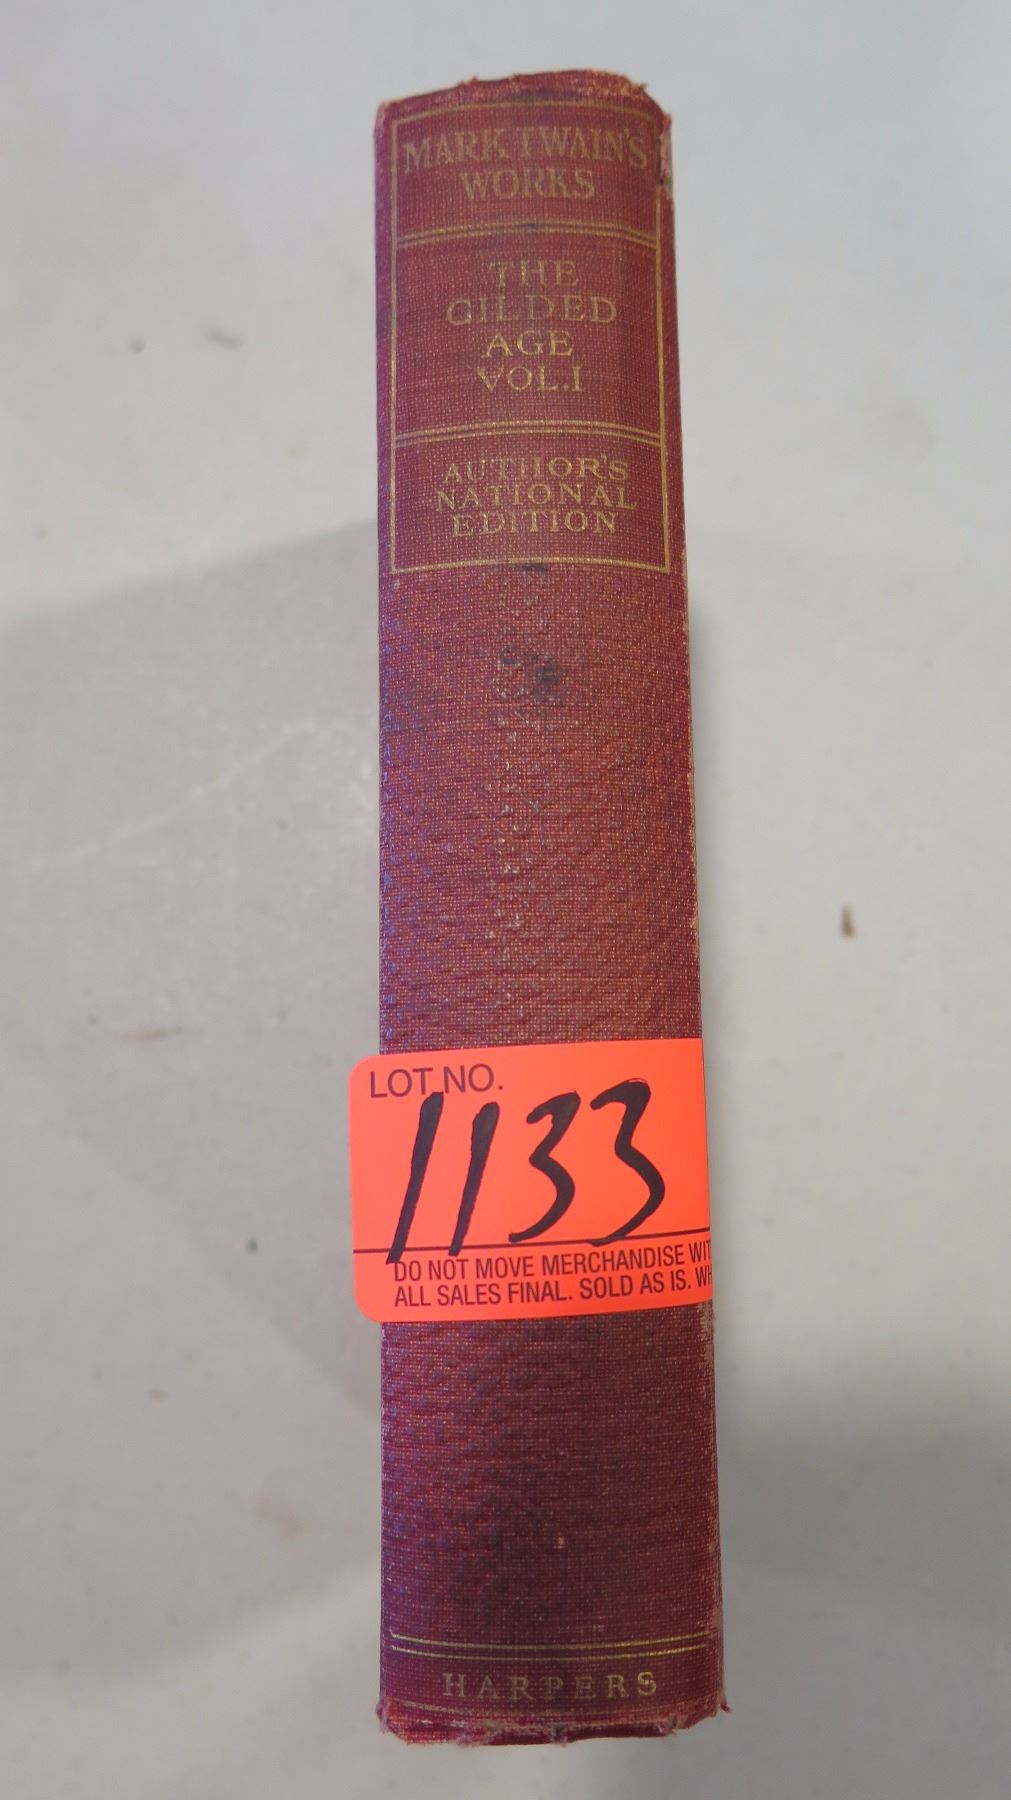 MARK TWAIN'S
WORKS
THE
GILDED
AGE
VOL.I
AUTHOR'S
NATIONAL
EDITION
LOT NO.
1133
DO NOT MOVE MERCHANDISE
ALL SALES FINAL. SOLD AS IS.
HARPERS